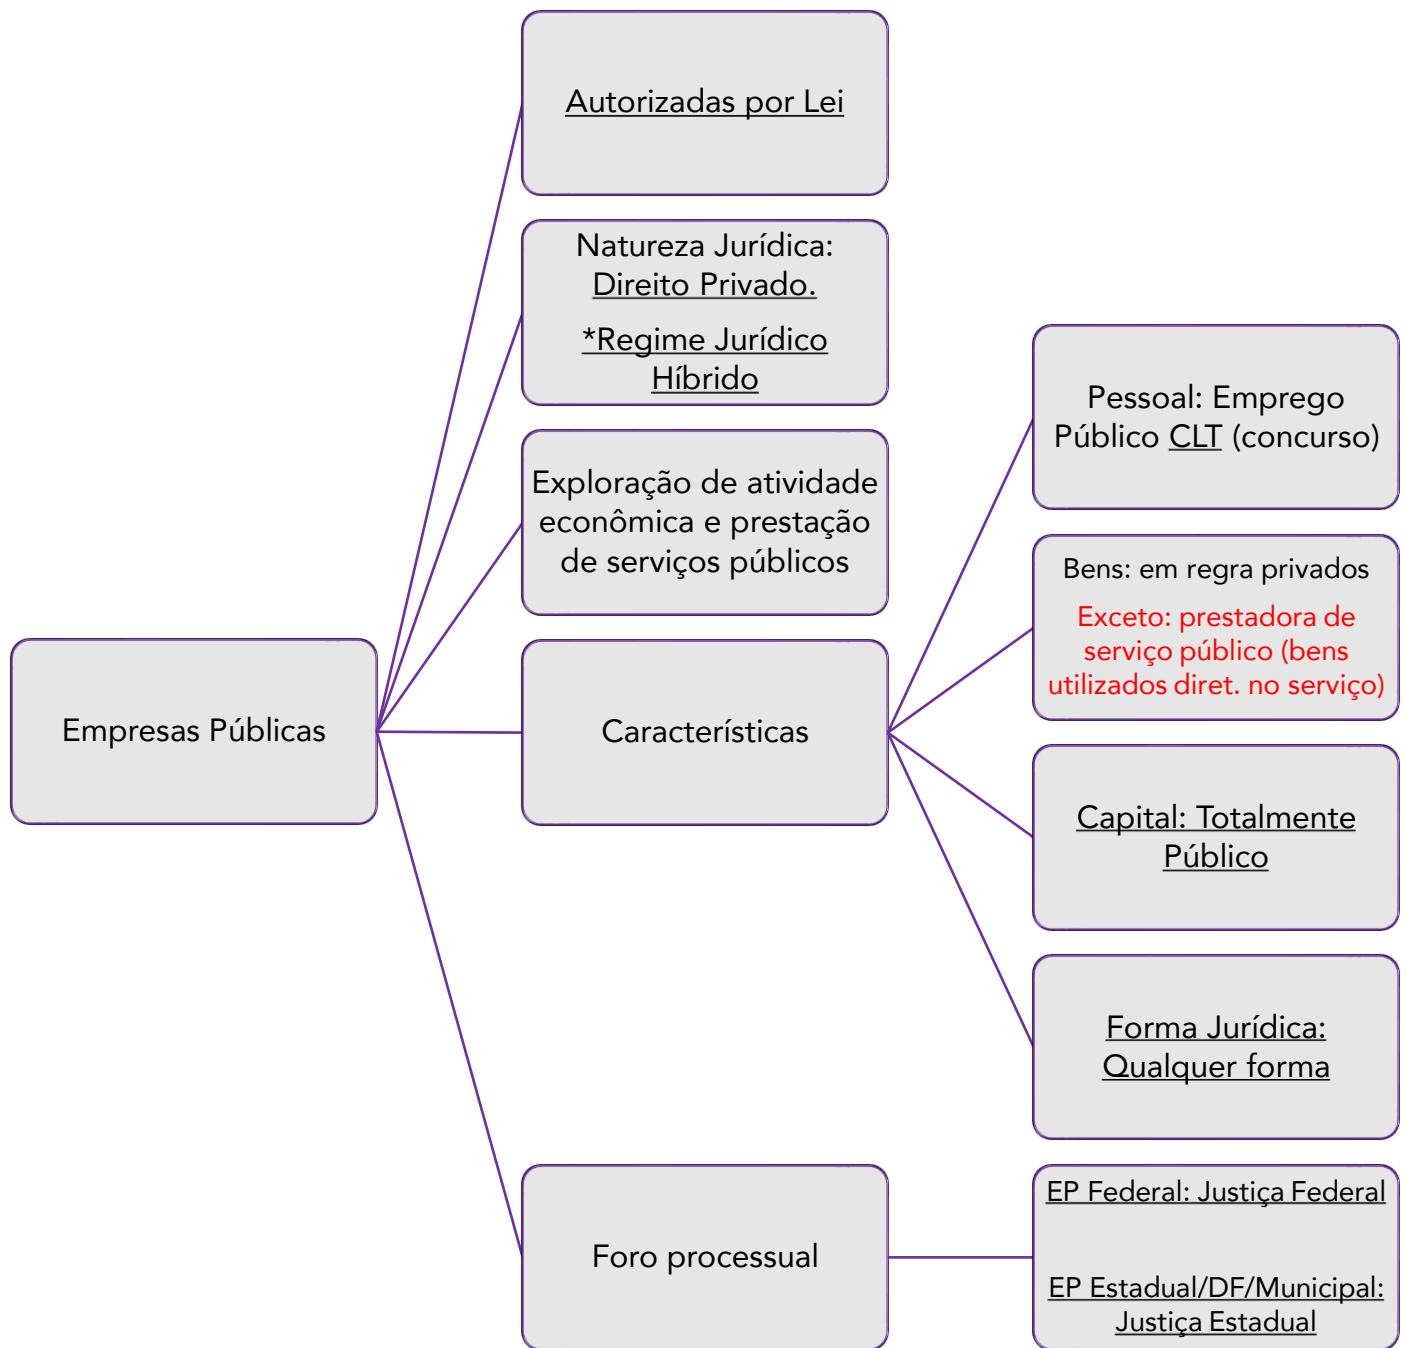 Autorizadas por Lei
Natureza Jurídica:
Direito Privado.
*Regime Jurídico
Híbrido
Exploração de atividade
econômica e prestação
de serviços públicos
Empresas Públicas
Características
Pessoal: Emprego
Público CLT (concurso)
Bens: em regra privados
Exceto: prestadora de
serviço público (bens
utilizados diret. no serviço)
Capital: Totalmente
Público
Forma Jurídica:
Qualquer forma
Foro processual
EP Federal: Justiça Federal
EP Estadual/DF/Municipal:
Justiça Estadual